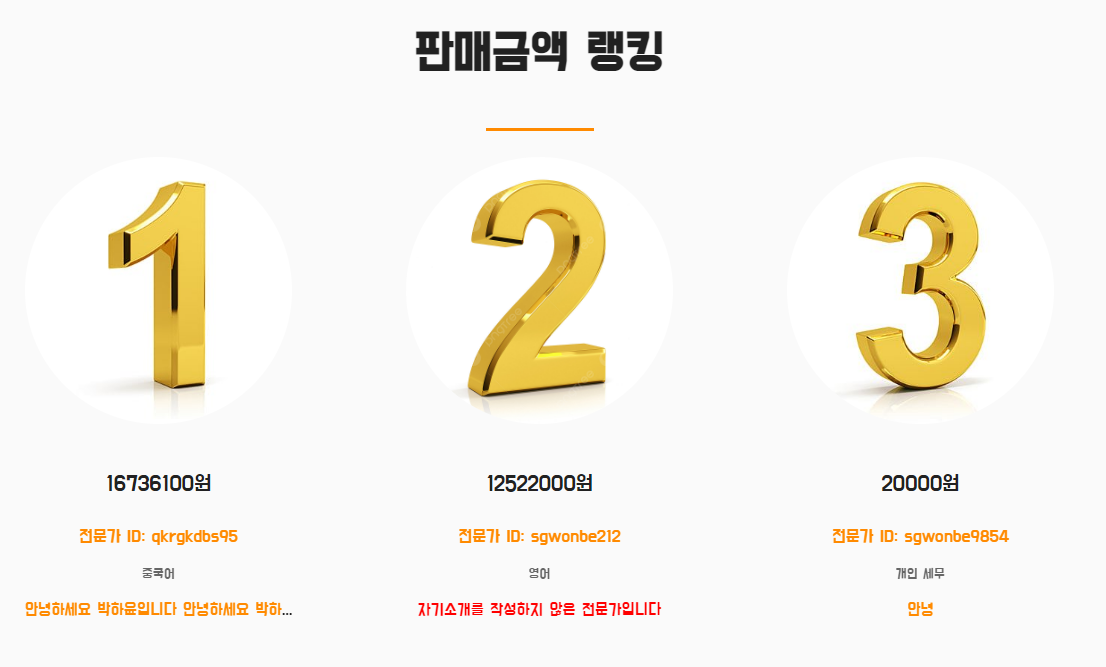 판매금액 랭킹
1
2
3
16736100원
12522000원
20000원
전문가 ID: qkrgkdbs95
전문가 ID: sgwonbe212
전문가 ID: sgwonbe9854
중국어
영어
개인 세무
안녕하세요 박하윤입니다 안녕하세요 박하...
자기소개를 작성하지 않은 전문가입니다
안녕